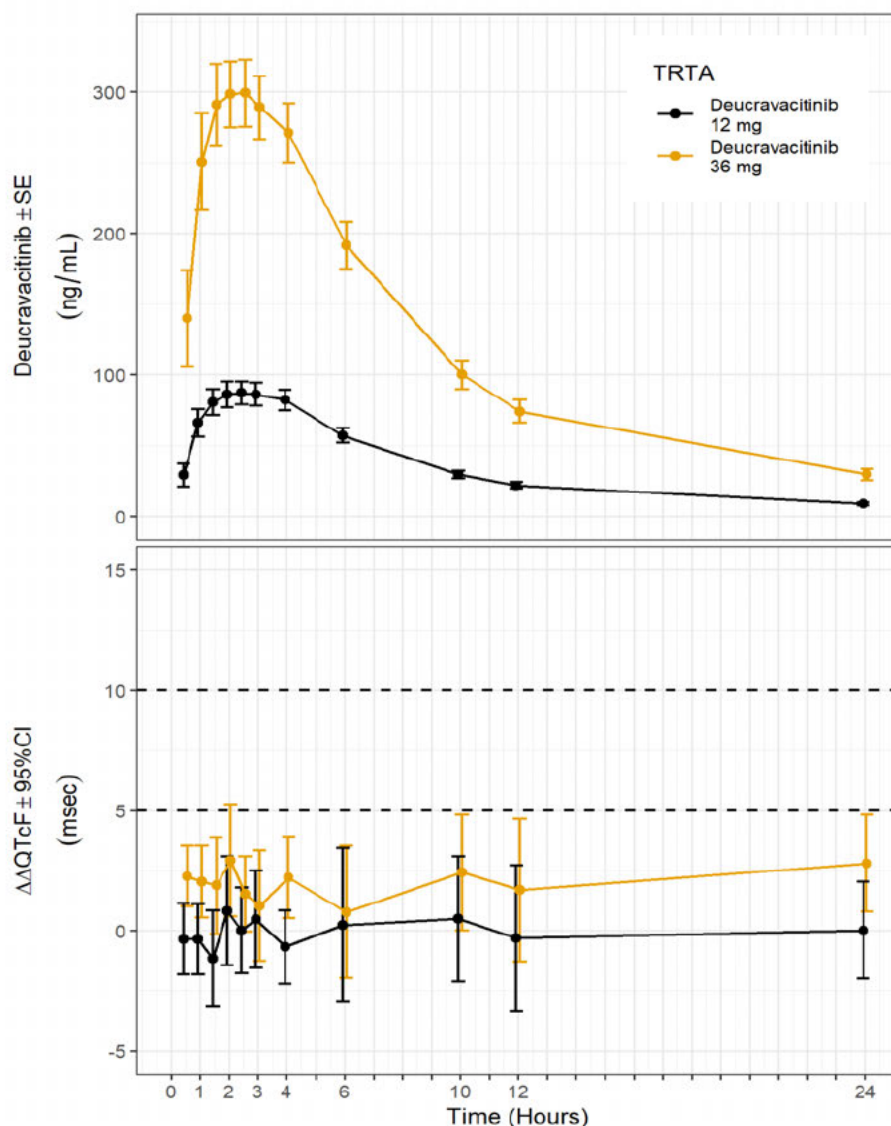 Deucravacitinib ± SE
(ng/mL)
300
200
100
0
TRTA
Deucravacitinib
12 mg
Deucravacitinib
36 mg
ΔΔQTcF ± 95%CI
(msec)
15
10
5
0
-5
0 1 2 3 4 6 10 12 24
Time (Hours)